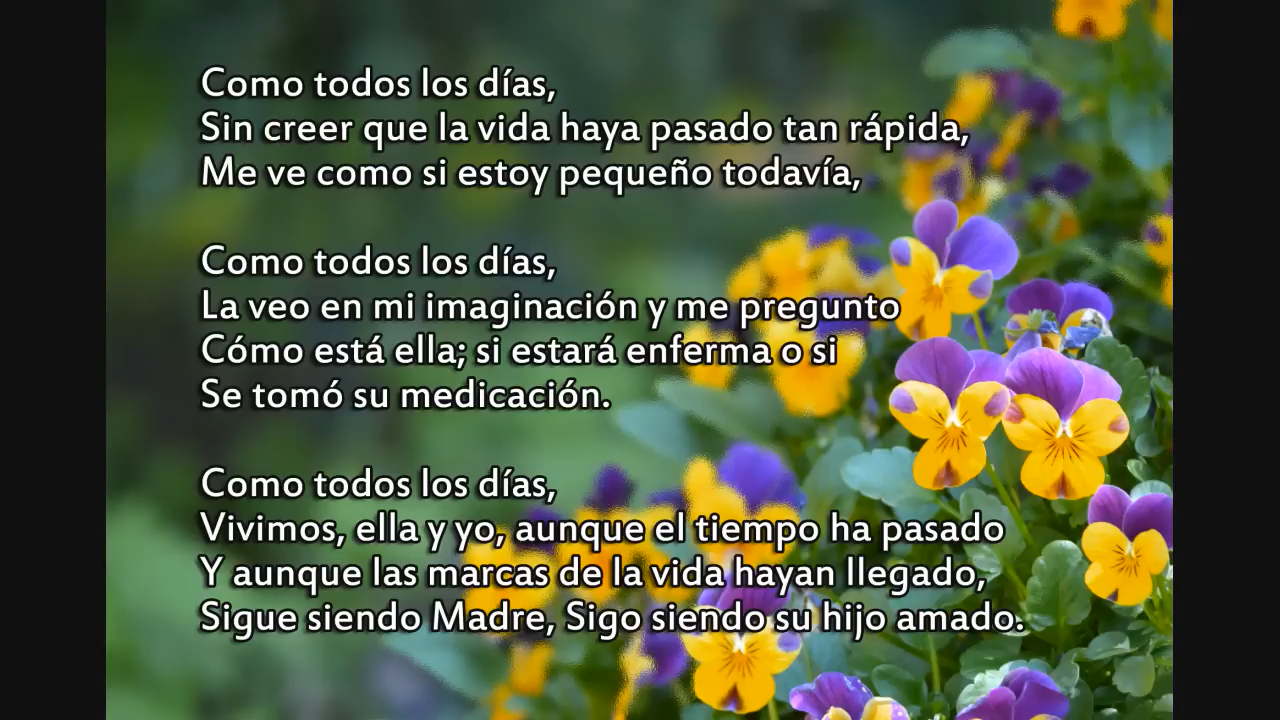 Como todos los días,
Sin creer que la vida haya pasado tan rápida,
Me ve como si estoy pequeño todavía,
Como todos los días,
La veo en mi imaginación y me pregunto
Cómo está ella; si estará enferma o si
Se tomó su medicación.
Como todos los días,
Vivimos, ella y yo, aunque el tiempo ha pasado
Y aunque las marcas de la vida hayan llegado,
Sigue siendo Madre, Sigo siendo su hijo amado.